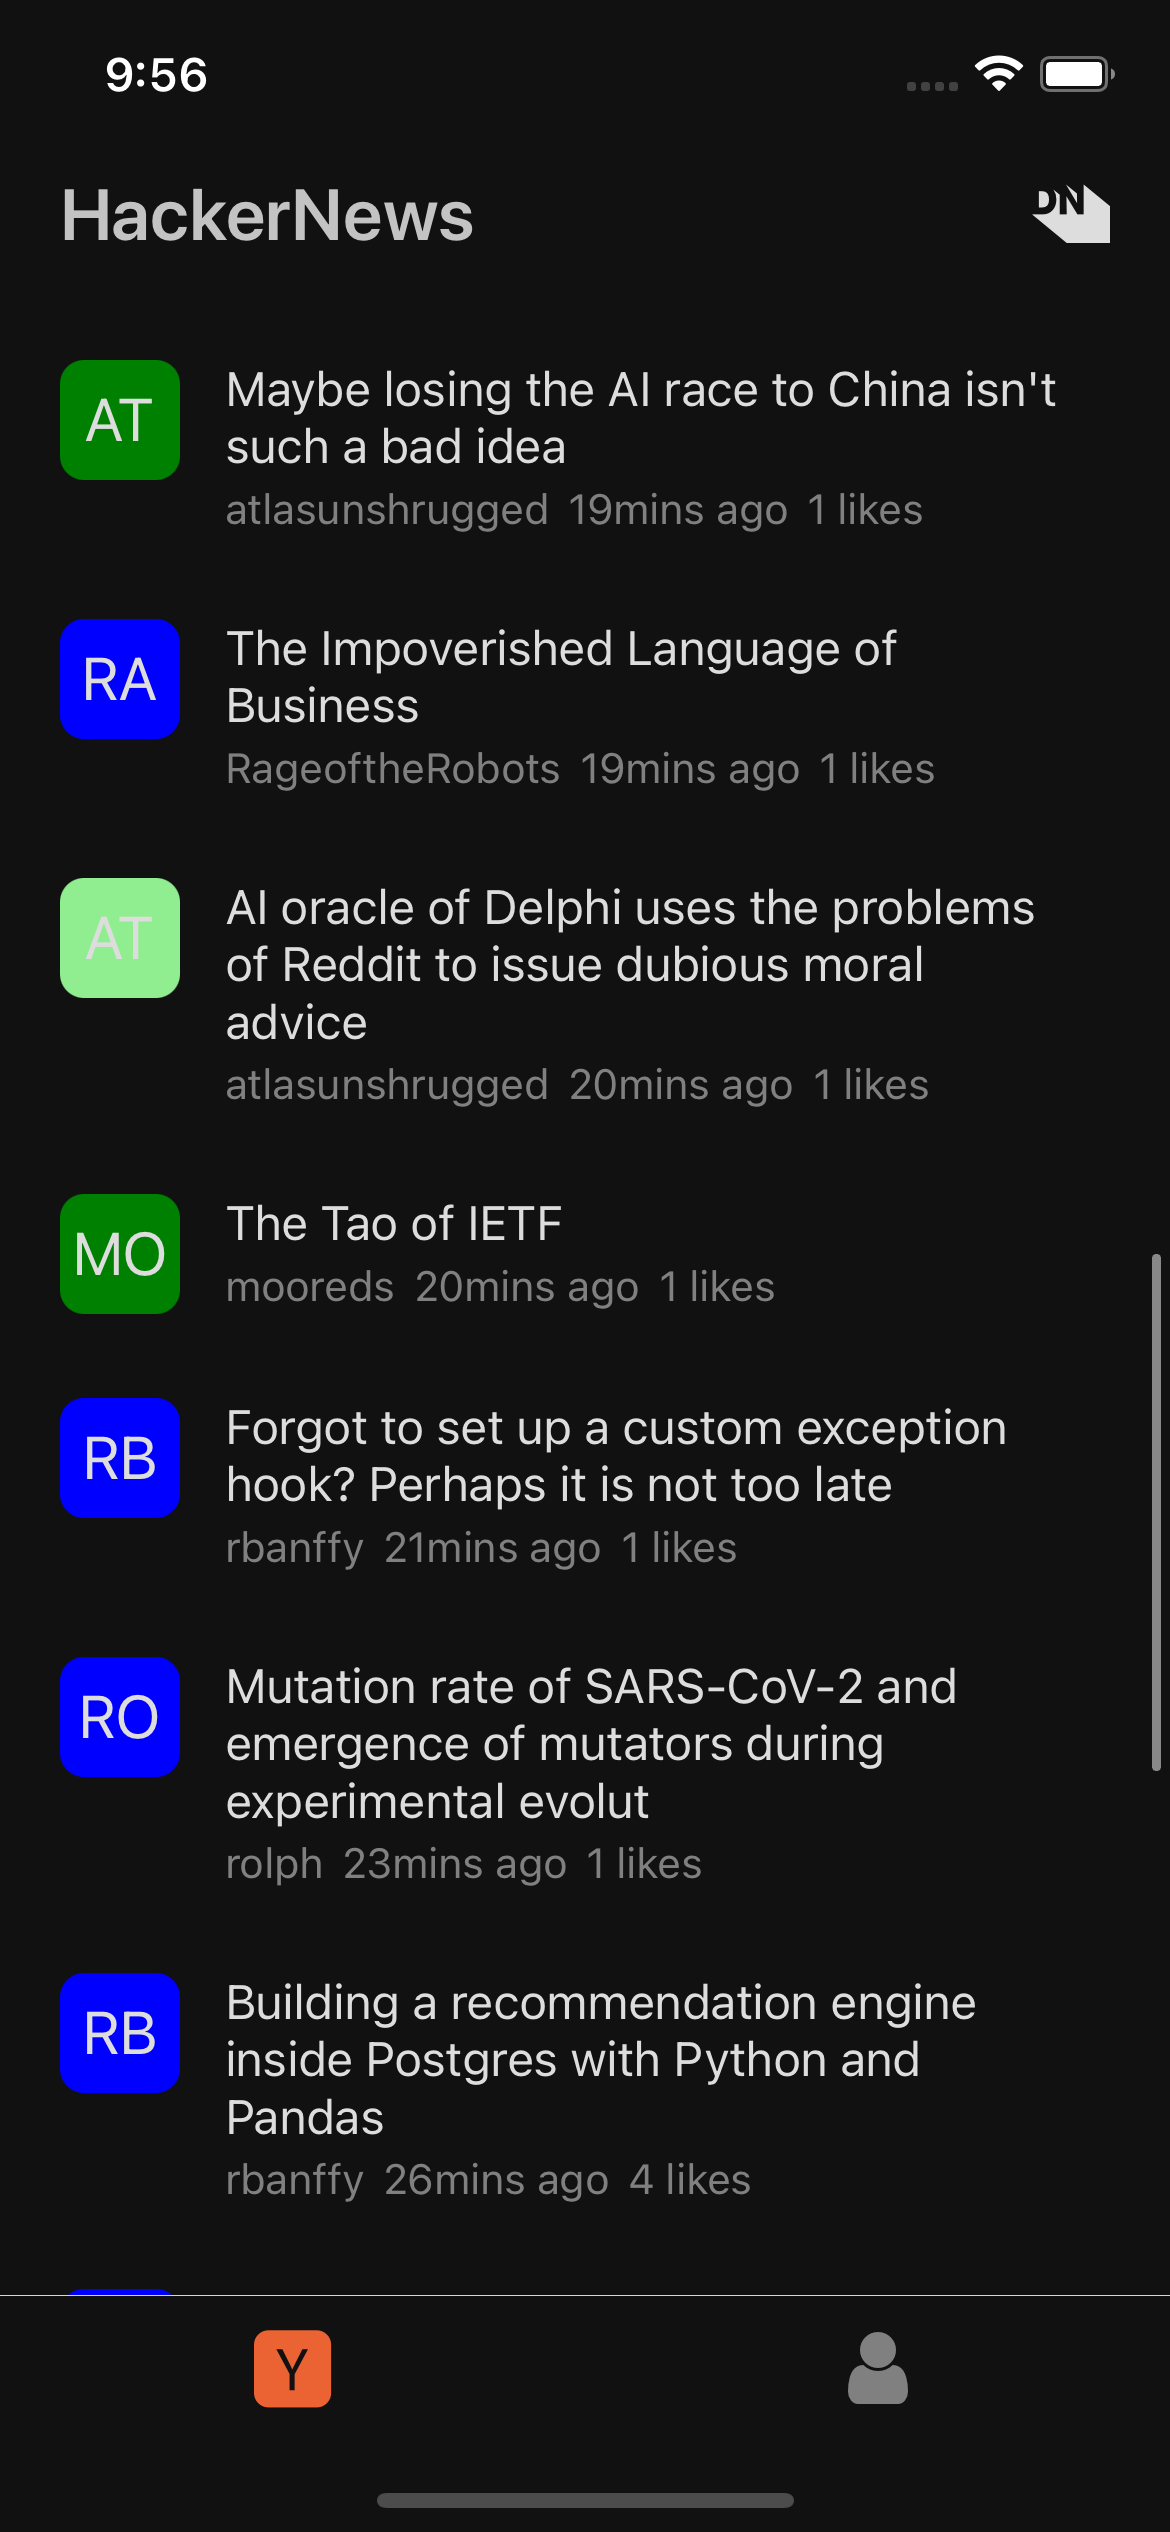 9:56
HackerNews
DN
AT
Maybe losing the AI race to China isn't
such a bad idea
atlasunshrugged 19mins ago 1 likes
RA
The Impoverished Language of
Business
RageoftheRobots 19mins ago 1 likes
AT
AI oracle of Delphi uses the problems
of Reddit to issue dubious moral
advice
atlasunshrugged 20mins ago 1 likes
MO
The Tao of IETF
mooreds 20mins ago 1 likes
RB
Forgot to set up a custom exception
hook? Perhaps it is not too late
rbanffy 21mins ago 1 likes
RO
Mutation rate of SARS-CoV-2 and
emergence of mutators during
experimental evolut
rolph 23mins ago 1 likes
RB
Building a recommendation engine
inside Postgres with Python and
Pandas
rbanffy 26mins ago 4 likes
Y